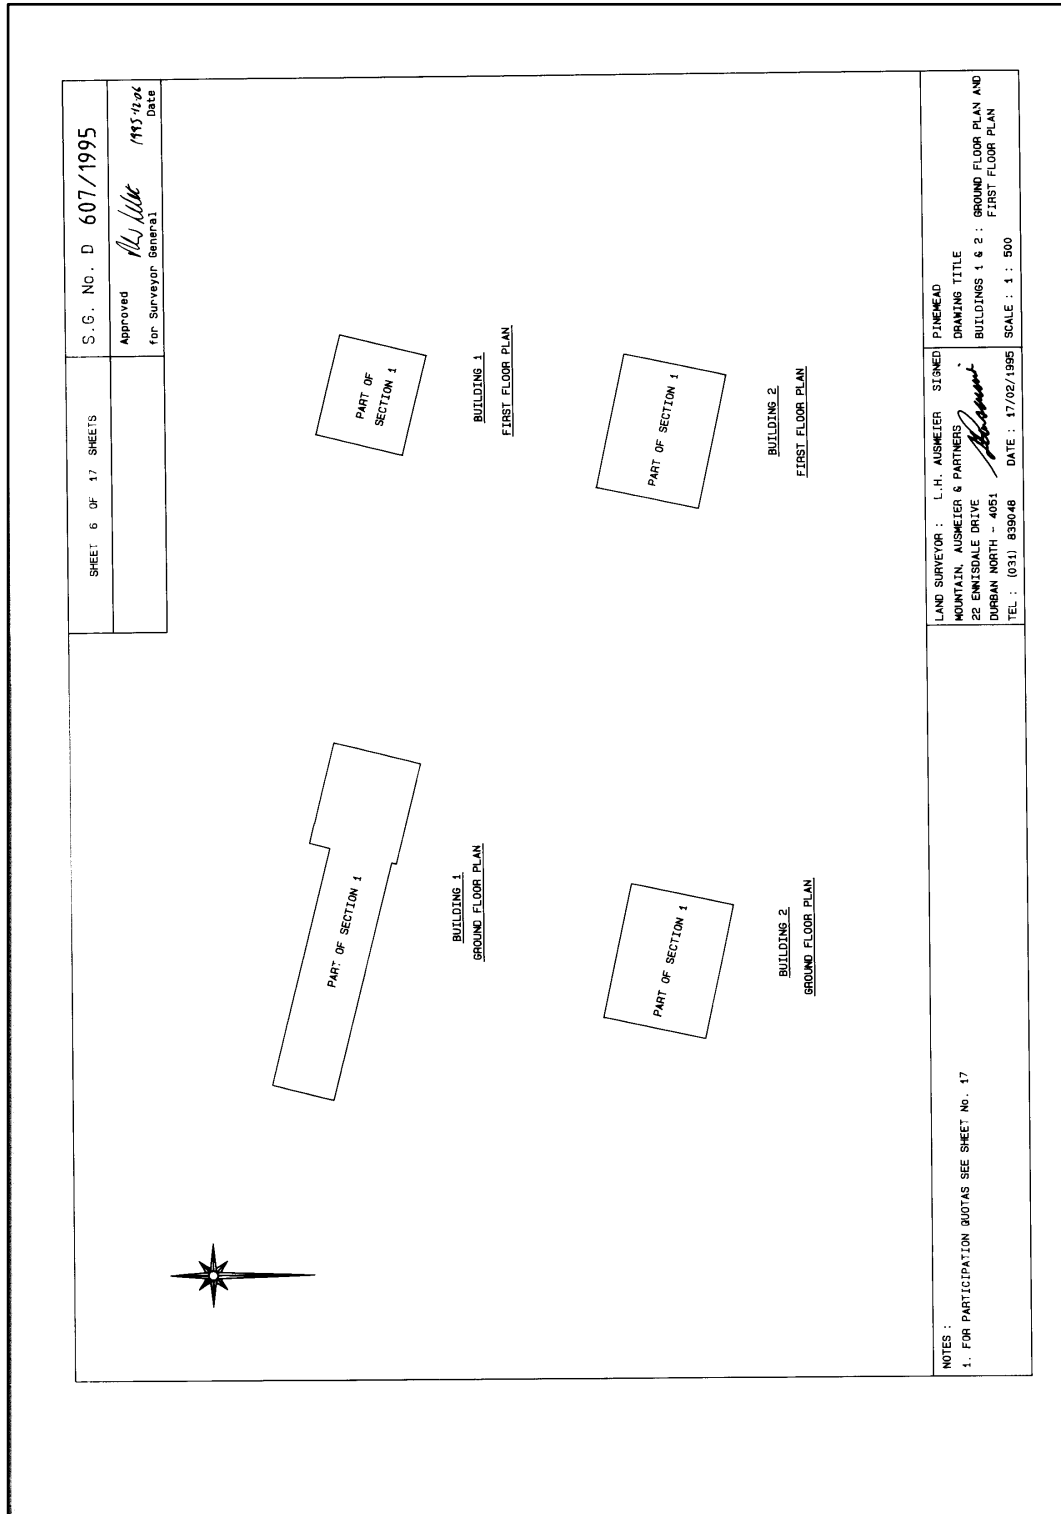 SHEET 6 OF 17 SHEETS
S.G. No. D 607/1995
Approved
1995-12-06
for Surveyor General
Date
PART OF SECTION 1
BUILDING 1
GROUND FLOOR PLAN
PART OF
SECTION 1
BUILDING 1
FIRST FLOOR PLAN
PART OF SECTION 1
BUILDING 2
GROUND FLOOR PLAN
PART OF SECTION 1
BUILDING 2
FIRST FLOOR PLAN
NOTES :
1. FOR PARTICIPATION QUOTAS SEE SHEET No. 17
LAND SURVEYOR : L.H. AUSMEIER SIGNED
MOUNTAIN, AUSMEIER & PARTNERS
22 ENNISDALE DRIVE
DURBAN NORTH - 4051
TEL : (031) 839048 DATE : 17/02/1995
PINEMEAD
DRAWING TITLE
BUILDINGS 1 & 2 : GROUND FLOOR PLAN AND
FIRST FLOOR PLAN
SCALE : 1 : 500